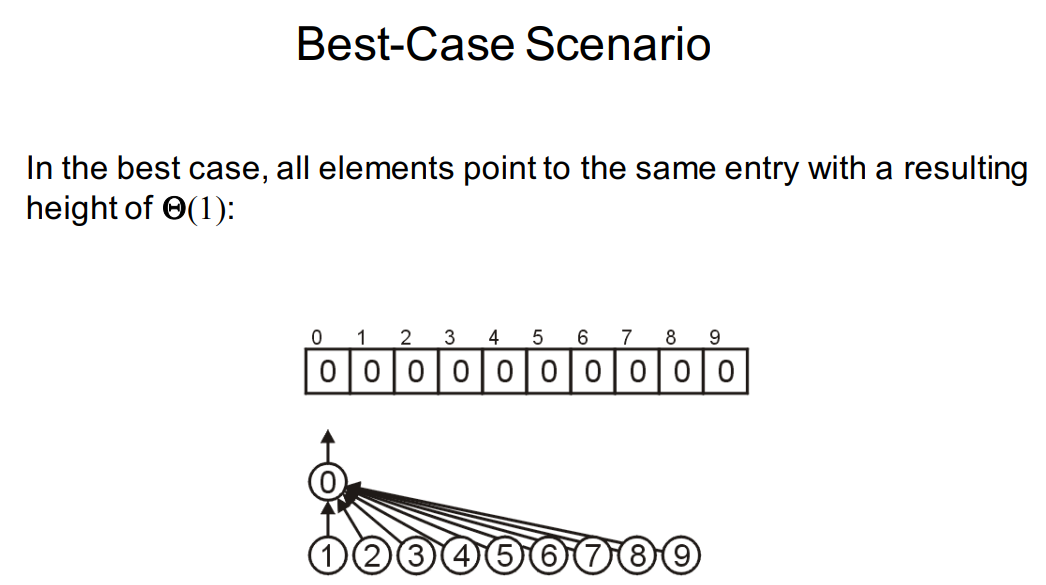 Best-Case Scenario
In the best case, all elements point to the same entry with a resulting
height of Θ(1):
0 1 2 3 4 5 6 7 8 9
0 0 0 0 0 0 0 0 0 0
0
1 2 3 4 5 6 7 8 9